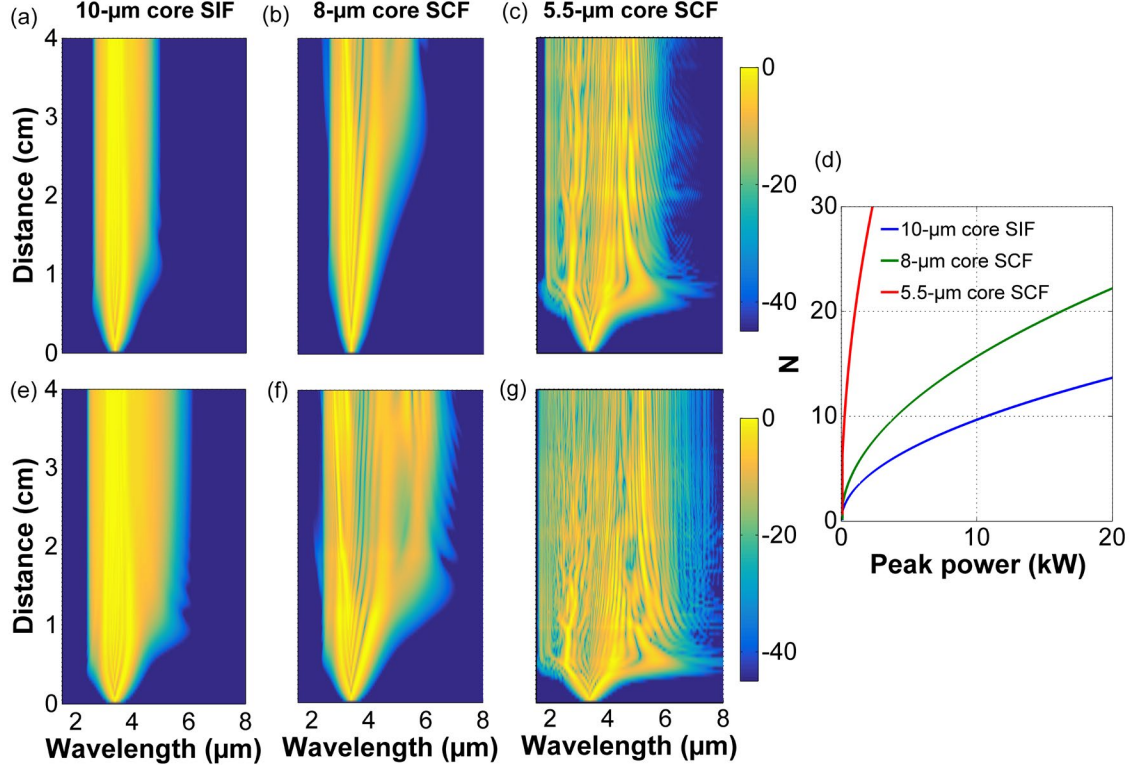 (a) 10-µm core SIF (b) 8-µm core SCF (c) 5.5-µm core SCF
4
3
2
1
0
Distance (cm)
0
-20
-40
(d)
30
20
10
0
N
10-µm core SIF
8-µm core SCF
5.5-µm core SCF
0 10 20
Peak power (kW)
(e) (f) (g)
4
3
2
1
0
Distance (cm)
0
-20
-40
2 4 6 8 2 4 6 8 2 4 6 8
Wavelength (µm) Wavelength (µm) Wavelength (µm)